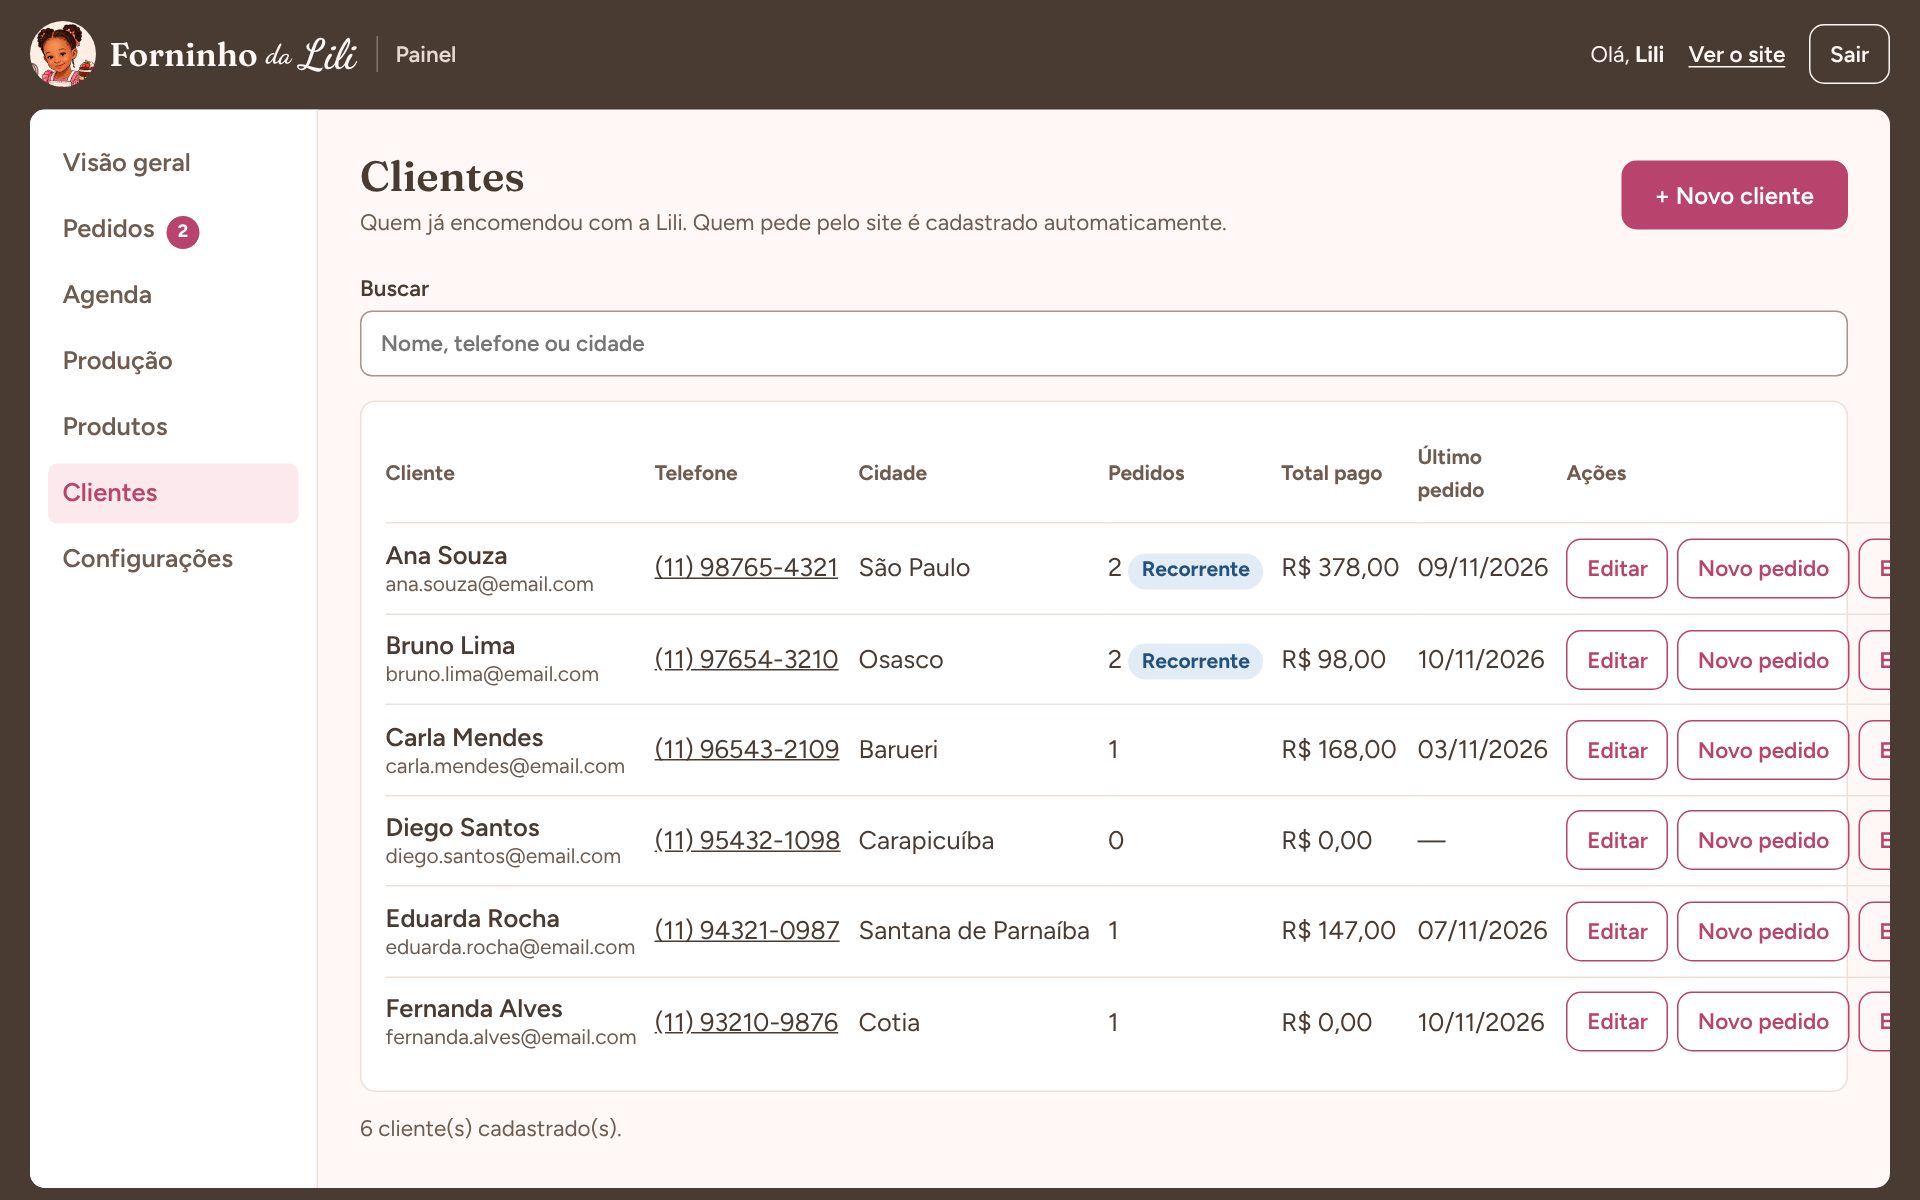 Forninho da Lili Painel Olá, Lili Ver o site Sair
Visão geral
Pedidos 2
Agenda
Produção
Produtos
Clientes
Configurações
Clientes
Quem já encomendou com a Lili. Quem pede pelo site é cadastrado automaticamente.
+ Novo cliente
Buscar
Nome, telefone ou cidade
Cliente Telefone Cidade Pedidos Total pago Último pedido Ações
Ana Souza (11) 98765-4321 São Paulo 2 Recorrente R$ 378,00 09/11/2026 Editar Novo pedido
ana.souza@email.com
Bruno Lima (11) 97654-3210 Osasco 2 Recorrente R$ 98,00 10/11/2026 Editar Novo pedido
bruno.lima@email.com
Carla Mendes (11) 96543-2109 Barueri 1 R$ 168,00 03/11/2026 Editar Novo pedido
carla.mendes@email.com
Diego Santos (11) 95432-1098 Carapicuíba 0 R$ 0,00 — Editar Novo pedido
diego.santos@email.com
Eduarda Rocha (11) 94321-0987 Santana de Parnaíba 1 R$ 147,00 07/11/2026 Editar Novo pedido
eduarda.rocha@email.com
Fernanda Alves (11) 93210-9876 Cotia 1 R$ 0,00 10/11/2026 Editar Novo pedido
fernanda.alves@email.com
6 cliente(s) cadastrado(s).